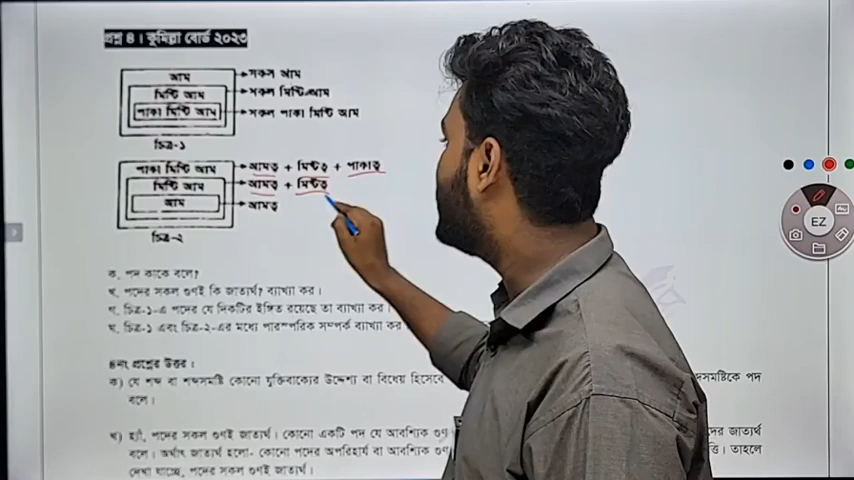 প্রশ্ন ৪। কুমিল্লা বোর্ড ২০২৩
আম → সকল আম
মিষ্টি আম → সকল মিষ্টি আম
পাকা মিষ্টি আম → সকল পাকা মিষ্টি আম
চিত্র-১
পাকা মিষ্টি আম → আমত্ব + মিষ্টত্ব + পাকাত্ব
মিষ্টি আম → আমত্ব + মিষ্টত্ব
আম → আমত্ব
চিত্র-২
ক. পদ কাকে বলে?
খ. পদের সকল গুণই কি জাত্যর্থ? ব্যাখ্যা কর।
গ. চিত্র-১-এ পদের যে দিকটির ইঙ্গিত রয়েছে তা ব্যাখ্যা কর।
ঘ. চিত্র-১ এবং চিত্র-২-এর মধ্যে পারস্পরিক সম্পর্ক ব্যাখ্যা কর
৪নং প্রশ্নের উত্তর:
ক) যে শব্দ বা শব্দসমষ্টি কোনো যুক্তিবাক্যের উদ্দেশ্য বা বিধেয় হিসেবে দসমষ্টিকে পদ
বলে।
খ) হ্যাঁ, পদের সকল গুণই জাত্যর্থ। কোনো একটি পদ যে আবশ্যিক গুণ দের জাত্যর্থ
বলে। অর্থাৎ জাত্যর্থ হলো- কোনো পদের অপরিহার্য বা আবশ্যিক গুণ ত্তি। তাহলে
দেখা যাচ্ছে, পদের সকল গুণই জাত্যর্থ।
EZ